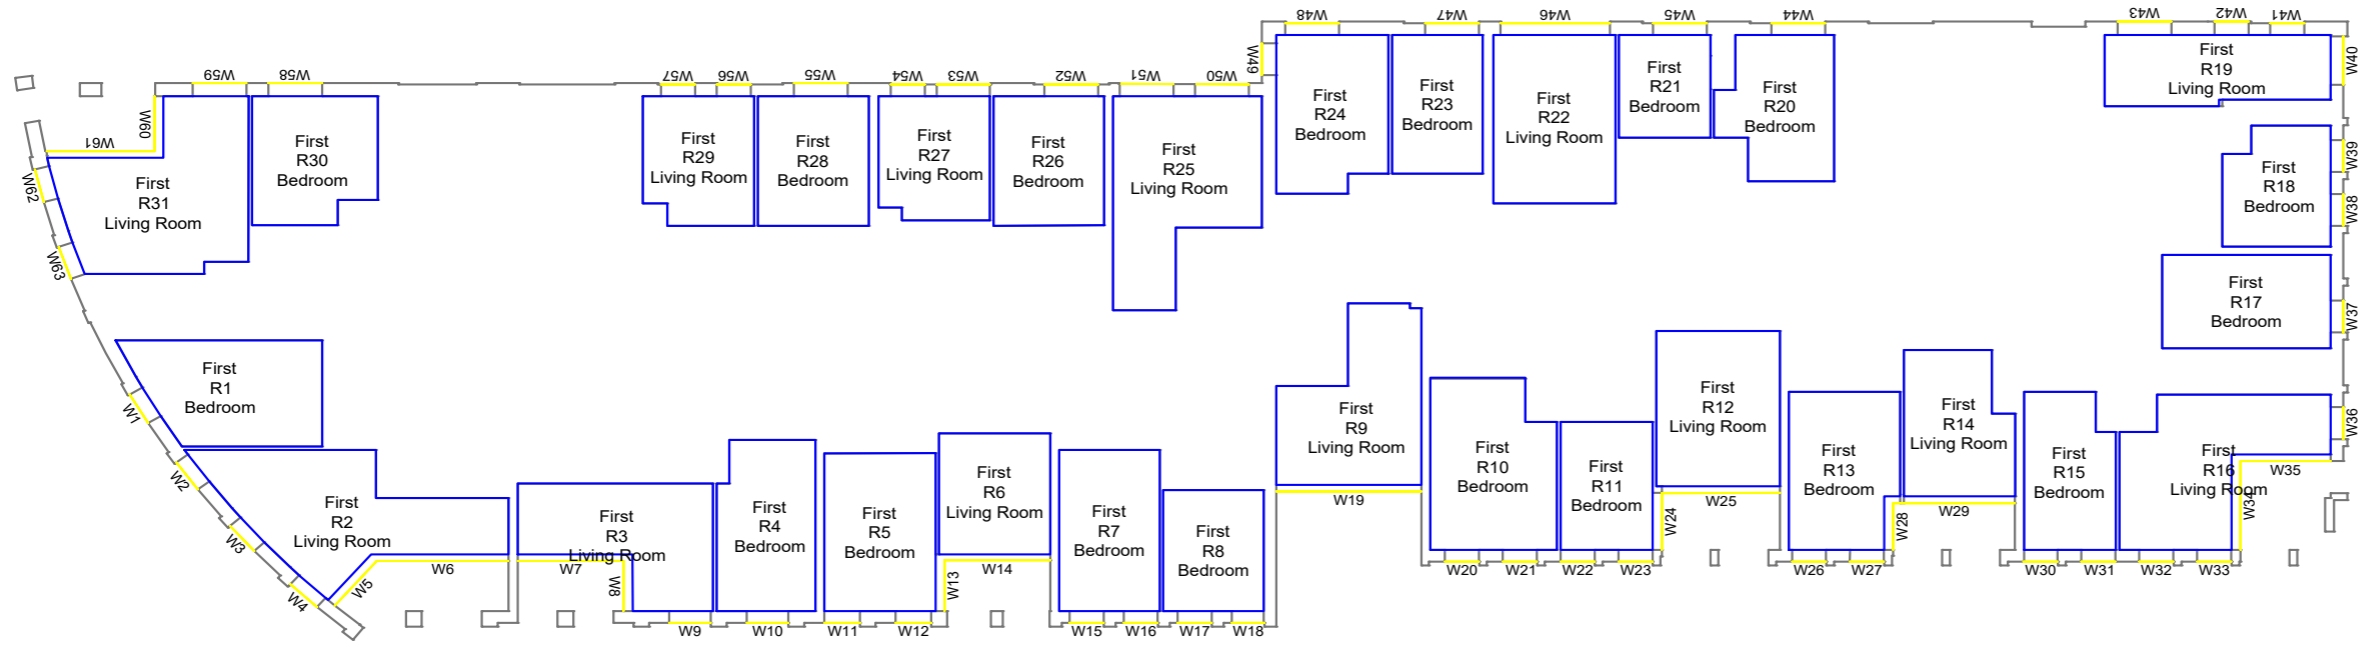 W48
W47
W46
W45
W44
W43
W42
W41
W49
W40
W59
W58
W57
W56
W55
W54
W53
W52
W51
W50
W60
W61
W62
W63
First
R31
Living Room
First
R30
Bedroom
First
R29
Living Room
First
R28
Bedroom
First
R27
Living Room
First
R26
Bedroom
First
R25
Living Room
First
R24
Bedroom
First
R23
Bedroom
First
R22
Living Room
First
R21
Bedroom
First
R20
Bedroom
First
R19
Living Room
First
R18
Bedroom
W39
W38
First
R17
Bedroom
W37
First
R1
Bedroom
W1
W2
W3
W4
First
R2
Living Room
W5
W6
W7
First
R3
Living Room
W8
W9
First
R4
Bedroom
W10
First
R5
Bedroom
W11
W12
W13
First
R6
Living Room
W14
First
R7
Bedroom
W15
W16
First
R8
Bedroom
W17
W18
First
R9
Living Room
W19
First
R10
Bedroom
W20
W21
First
R11
Bedroom
W22
W23
W24
First
R12
Living Room
W25
First
R13
Bedroom
W26
W27
W28
First
R14
Living Room
W29
First
R15
Bedroom
W30
W31
First
R16
Living Room
W32
W33
W34
W35
W36